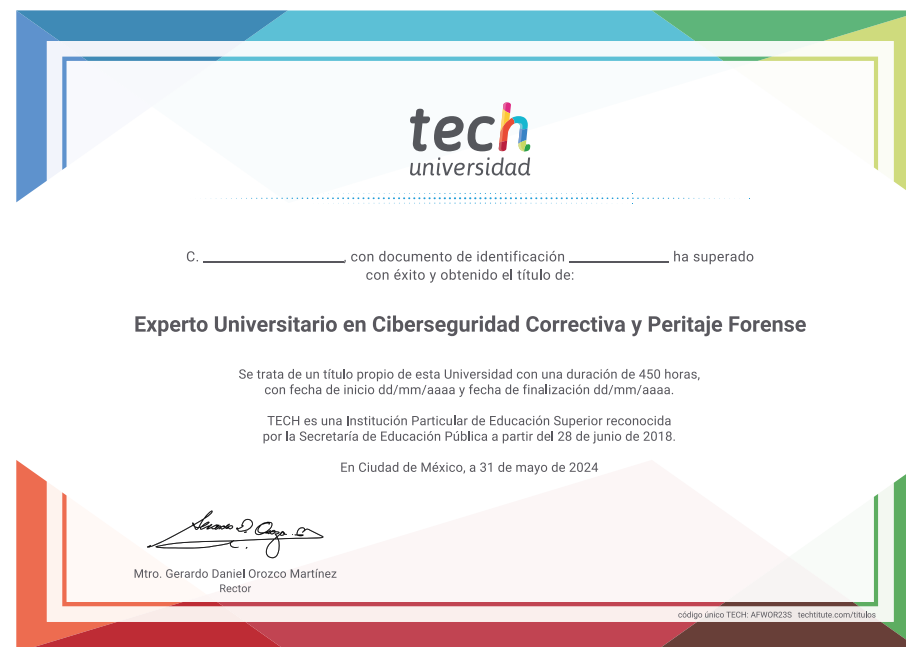 tech
universidad
C. ____________, con documento de identificación ____________ ha superado
con éxito y obtenido el título de:
Experto Universitario en Ciberseguridad Correctiva y Peritaje Forense
Se trata de un título propio de esta Universidad con una duración de 450 horas,
con fecha de inicio dd/mm/aaaa y fecha de finalización dd/mm/aaaa.
TECH es una Institución Particular de Educación Superior reconocida
por la Secretaría de Educación Pública a partir del 28 de junio de 2018.
En Ciudad de México, a 31 de mayo de 2024
Mtro. Gerardo Daniel Orozco Martínez
Rector
código único TECH: AFWOR23S techtitute.com/titulos